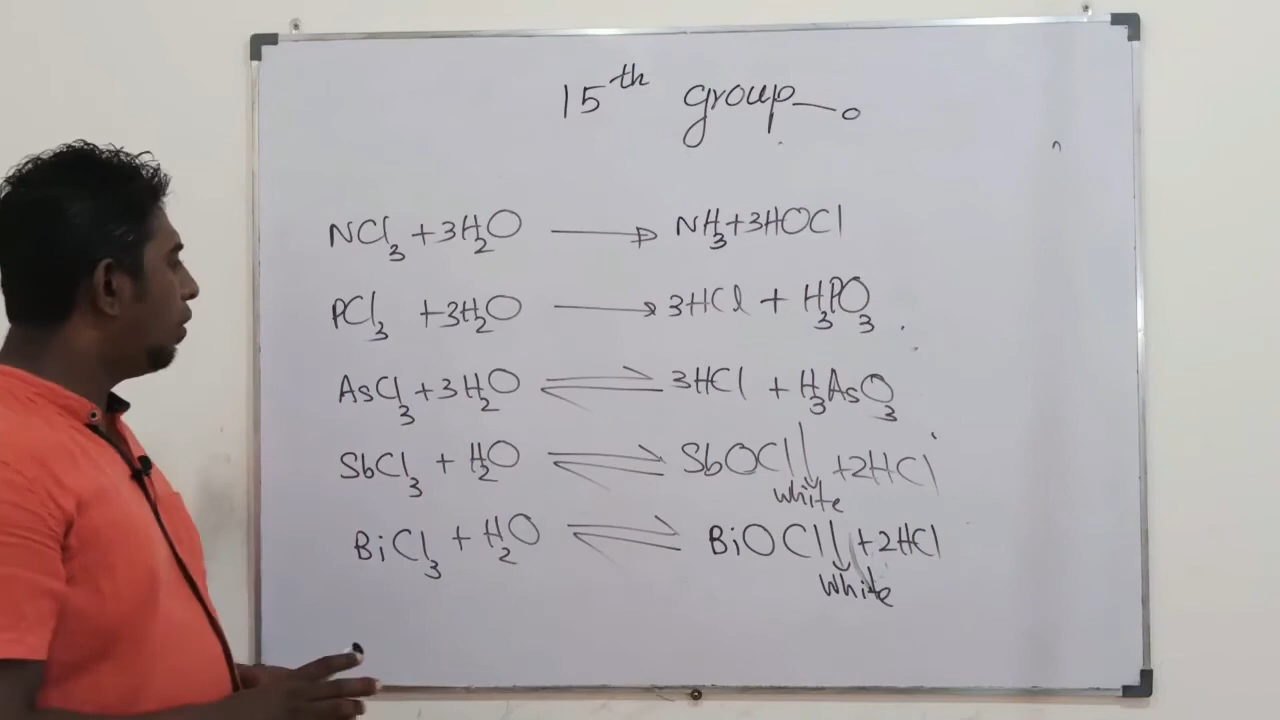 15th group
NCl3 + 3H2O → NH3 + 3HOCl
PCl3 + 3H2O → 3HCl + H3PO3.
AsCl3 + 3H2O ⇌ 3HCl + H3AsO3
SbCl3 + H2O ⇌ SbOCl↓ + 2HCl
white
BiCl3 + H2O ⇌ BiOCl↓ + 2HCl
white